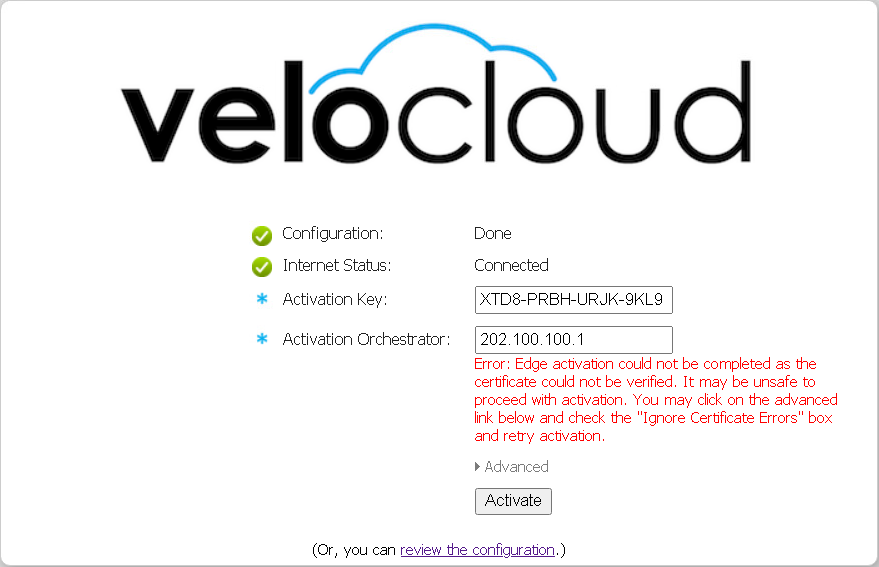 velocloud
Configuration: Done
Internet Status: Connected
* Activation Key: XTD8-PRBH-URJK-9KL9
* Activation Orchestrator: 202.100.100.1
Error: Edge activation could not be completed as the
certificate could not be verified. It may be unsafe to
proceed with activation. You may click on the advanced
link below and check the "Ignore Certificate Errors" box
and retry activation.
Advanced
Activate
(Or, you can review the configuration.)